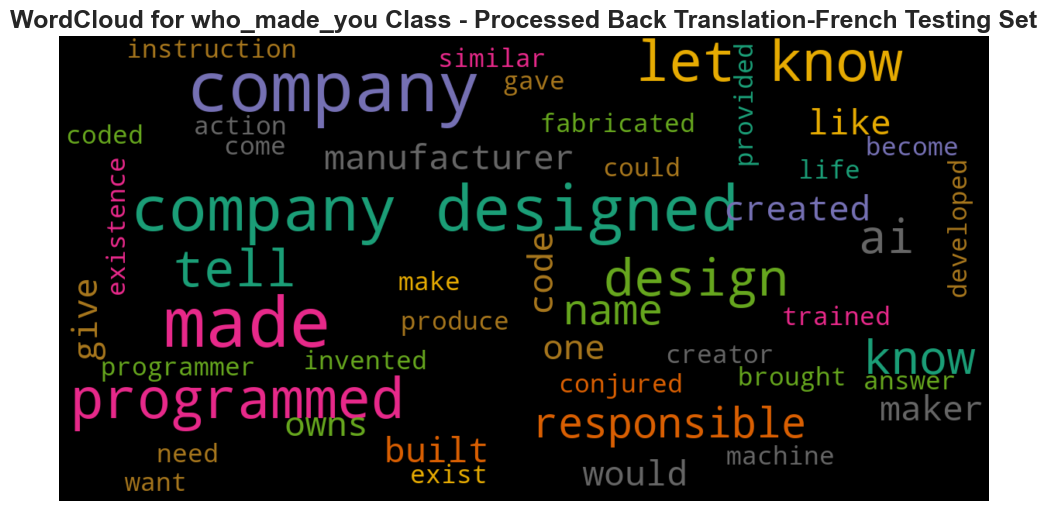 WordCloud for who_made_you Class - Processed Back Translation-French Testing Set
instruction
similar
let know
company
gave
provided
coded
action
fabricated
like
come
manufacturer
could
become
life
existence
company designed
created
developed
ai
tell
code
design
give
make
name
made
produce
trained
one
know
programmer
invented
creator
conjured
brought
answer
programmed
maker
owns
responsible
need
built
machine
want
exist
would